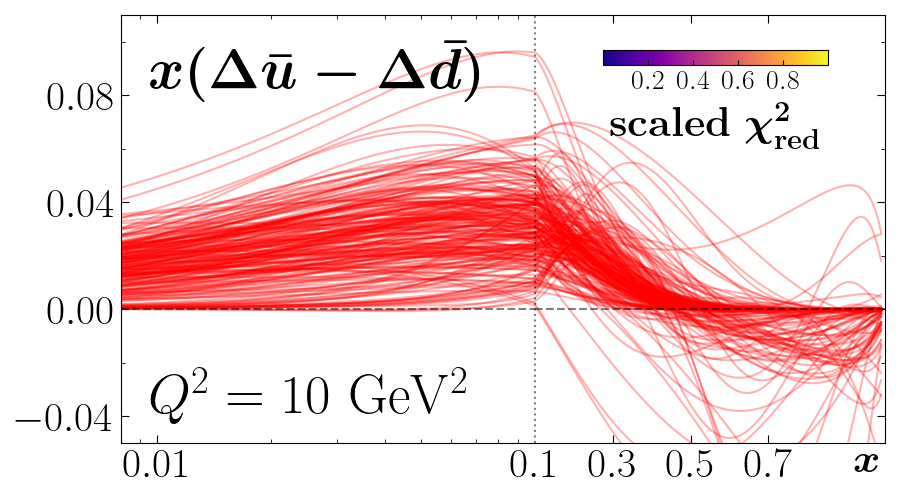 x(Δū − Δd̄)
0.2 0.4 0.6 0.8
scaled χ²red
0.08
0.04
0.00
−0.04
Q² = 10 GeV²
0.01 0.1 0.3 0.5 0.7 x